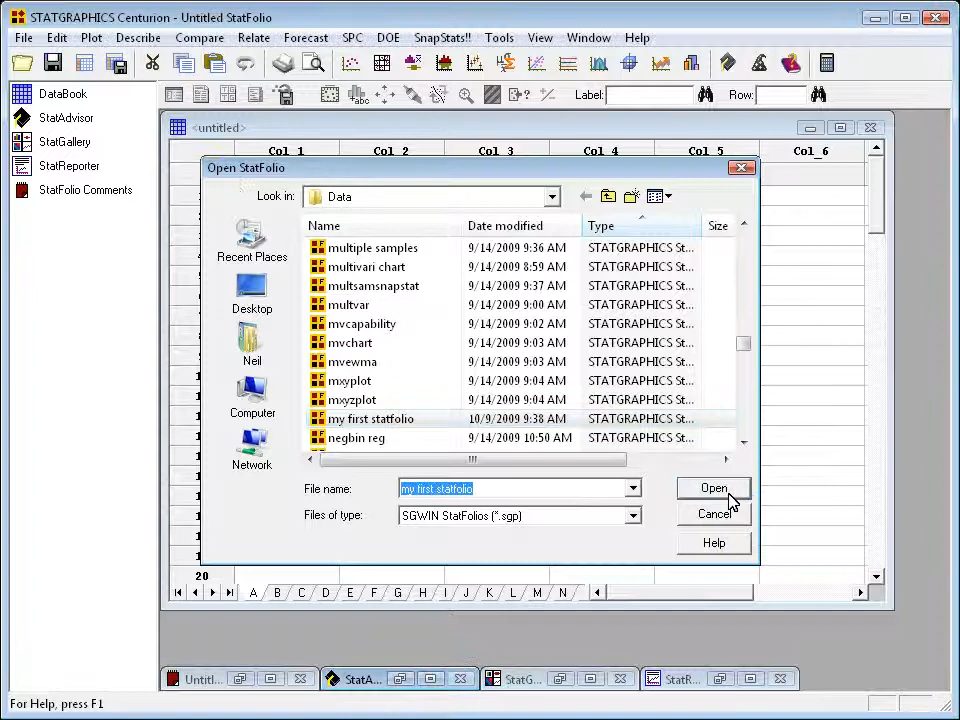 STATGRAPHICS Centurion - Untitled StatFolio
File Edit Plot Describe Compare Relate Forecast SPC DOE SnapStats!! Tools View Window Help
Label: Row:
DataBook
StatAdvisor
StatGallery
StatReporter
StatFolio Comments
<untitled>
Col_1 Col_2 Col_3 Col_4 Col_5 Col_6
Open StatFolio
Look in: Data
Name Date modified Type Size
Recent Places
Desktop
Neil
Computer
Network
multiple samples 9/14/2009 9:36 AM STATGRAPHICS St...
multivari chart 9/14/2009 8:59 AM STATGRAPHICS St...
multsamsnapstat 9/14/2009 9:37 AM STATGRAPHICS St...
multvar 9/14/2009 9:00 AM STATGRAPHICS St...
mvcapability 9/14/2009 9:02 AM STATGRAPHICS St...
mvchart 9/14/2009 9:03 AM STATGRAPHICS St...
mvewma 9/14/2009 9:03 AM STATGRAPHICS St...
mxyplot 9/14/2009 9:04 AM STATGRAPHICS St...
mxyzplot 9/14/2009 9:04 AM STATGRAPHICS St...
my first statfolio 10/9/2009 9:38 AM STATGRAPHICS St...
negbin reg 9/14/2009 10:50 AM STATGRAPHICS St...
File name: my first statfolio Open
Files of type: SGWIN StatFolios (*.sgp) Cancel
Help
20
A B C D E F G H I J K L M N
Untitl... StatA... StatG... StatR...
For Help, press F1